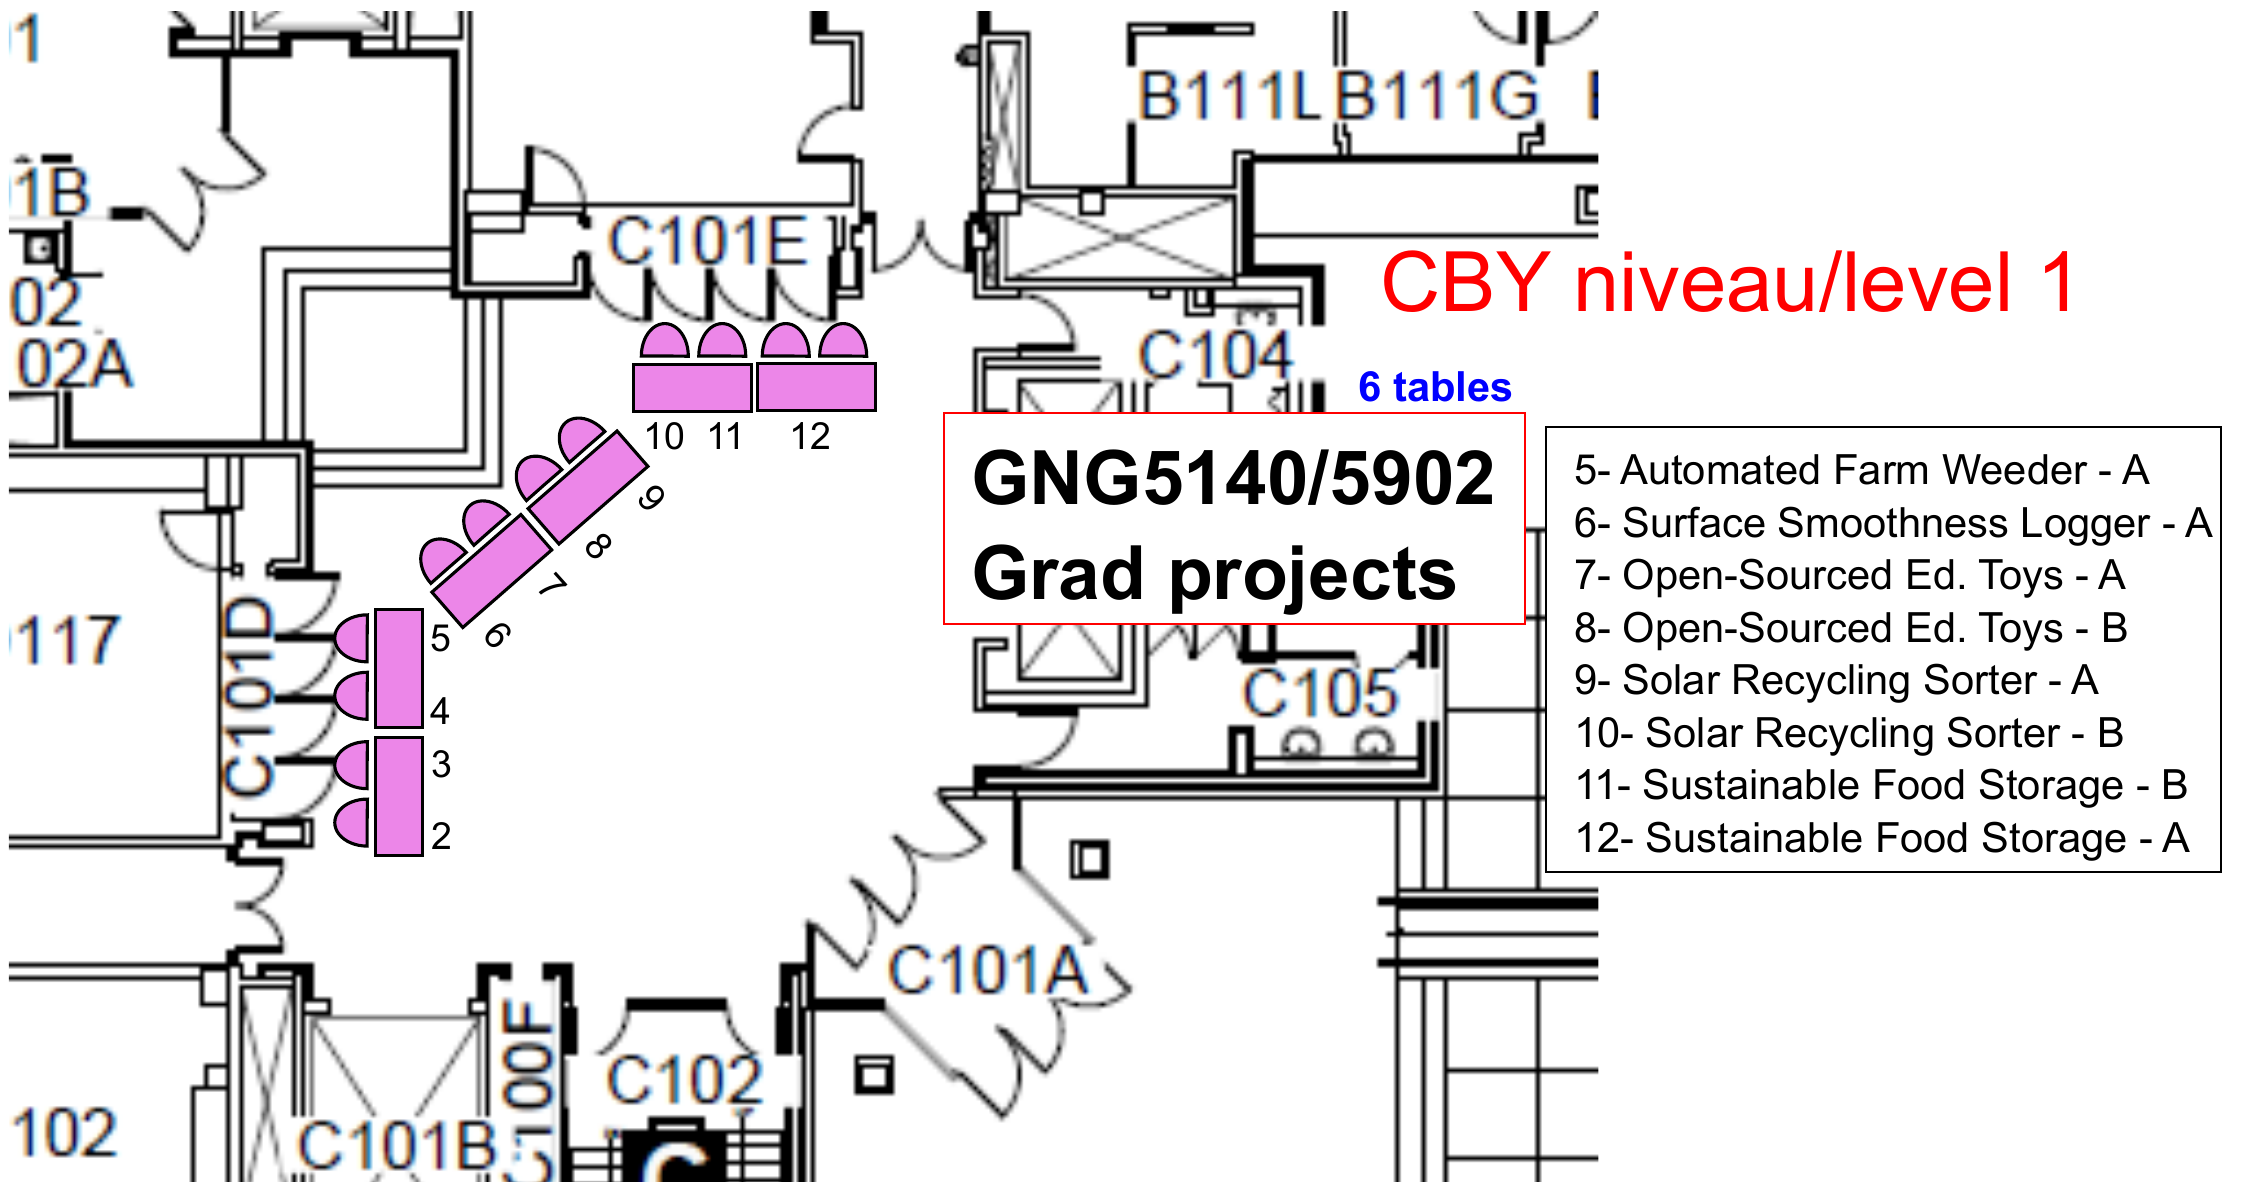 1
B111L
B111G
1B
C101E
02
02A
C104
CBY niveau/level 1
6 tables
10
11
12
9
8
7
6
5
4
3
2
GNG5140/5902
Grad projects
5- Automated Farm Weeder - A
6- Surface Smoothness Logger - A
7- Open-Sourced Ed. Toys - A
8- Open-Sourced Ed. Toys - B
9- Solar Recycling Sorter - A
10- Solar Recycling Sorter - B
11- Sustainable Food Storage - B
12- Sustainable Food Storage - A
117
C101D
C105
C101A
C100F
C102
102
C101B
C